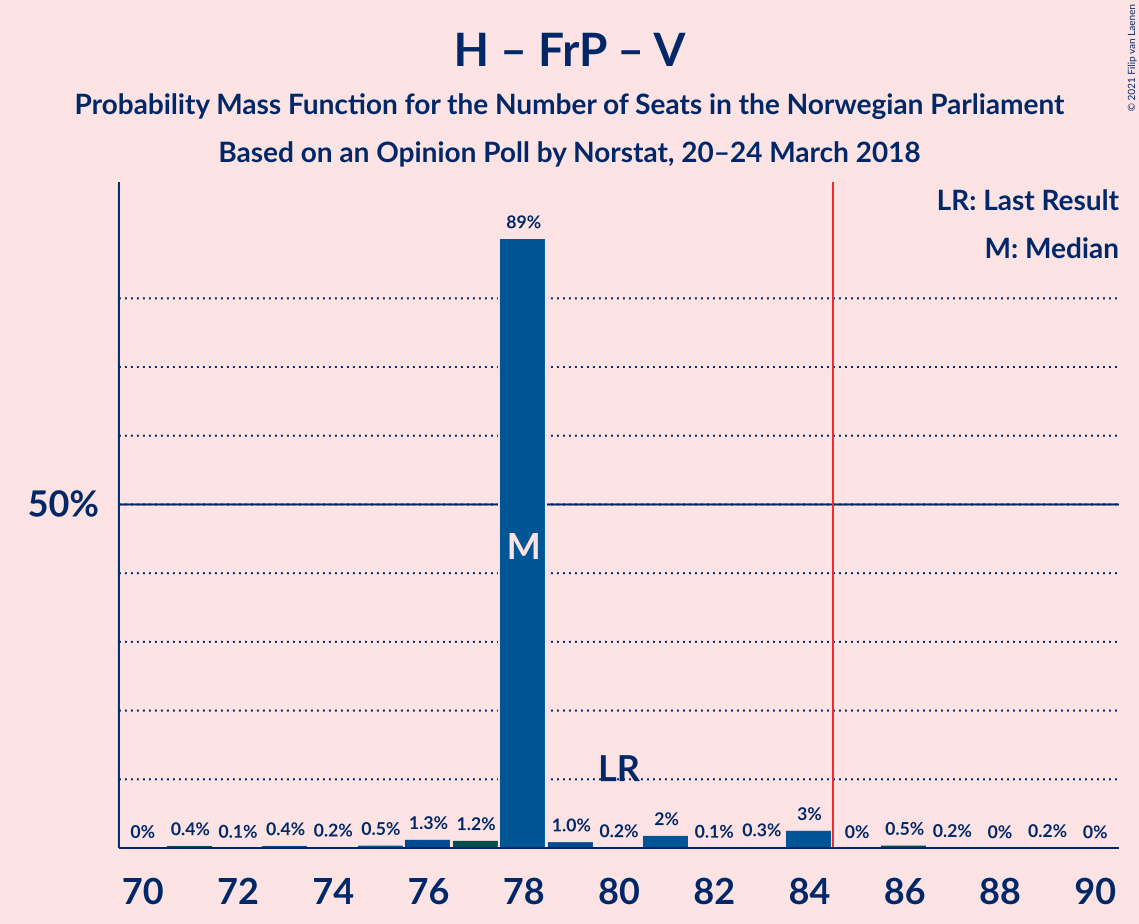 H – FrP – V
Probability Mass Function for the Number of Seats in the Norwegian Parliament
Based on an Opinion Poll by Norstat, 20–24 March 2018
© 2021 Filip van Laenen
LR: Last Result
M: Median
89%
50%
M
LR
0% 0.4% 0.1% 0.4% 0.2% 0.5% 1.3% 1.2% 1.0% 0.2% 2% 0.1% 0.3% 3% 0% 0.5% 0.2% 0% 0.2% 0%
70 72 74 76 78 80 82 84 86 88 90